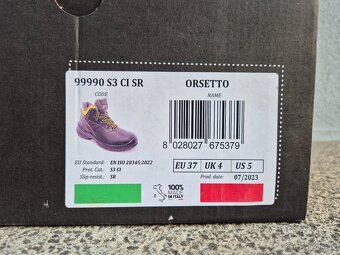 99990 S3 CI SR
CODE
ORSETTO
NAME
8 028027 675379
EU Standard: EN ISO 20345:2022
Prot. Cat.: S3 CI
Slip-resist.: SR
EU 37 UK 4 US 5
Prod. date: 07/2023
100%
MADE
IN ITALY